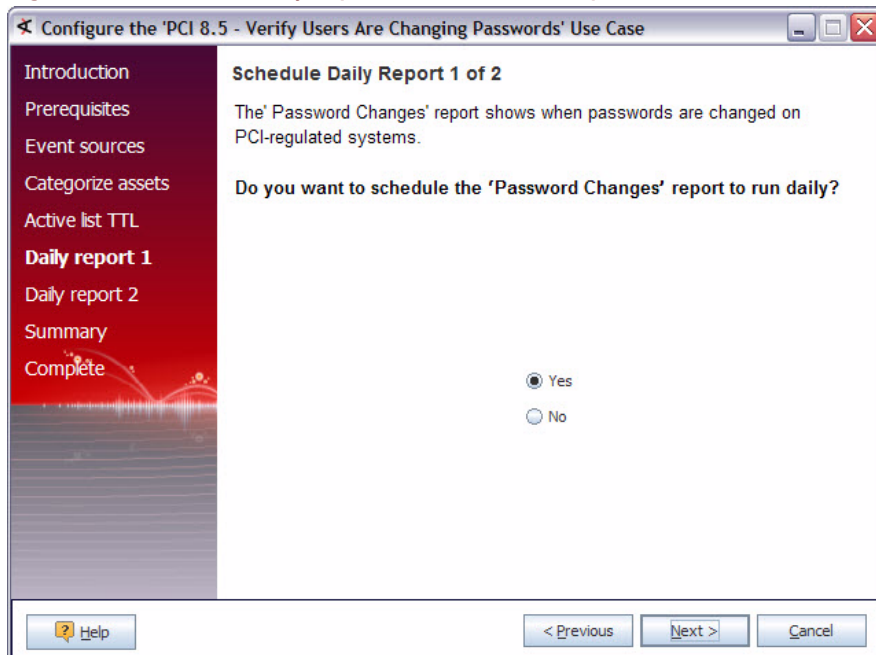 Configure the 'PCI 8.5 - Verify Users Are Changing Passwords' Use Case
Introduction
Prerequisites
Event sources
Categorize assets
Active list TTL
Daily report 1
Daily report 2
Summary
Complete
Schedule Daily Report 1 of 2
The' Password Changes' report shows when passwords are changed on
PCI-regulated systems.
Do you want to schedule the ‘Password Changes’ report to run daily?
Yes
No
Help
< Previous
Next >
Cancel